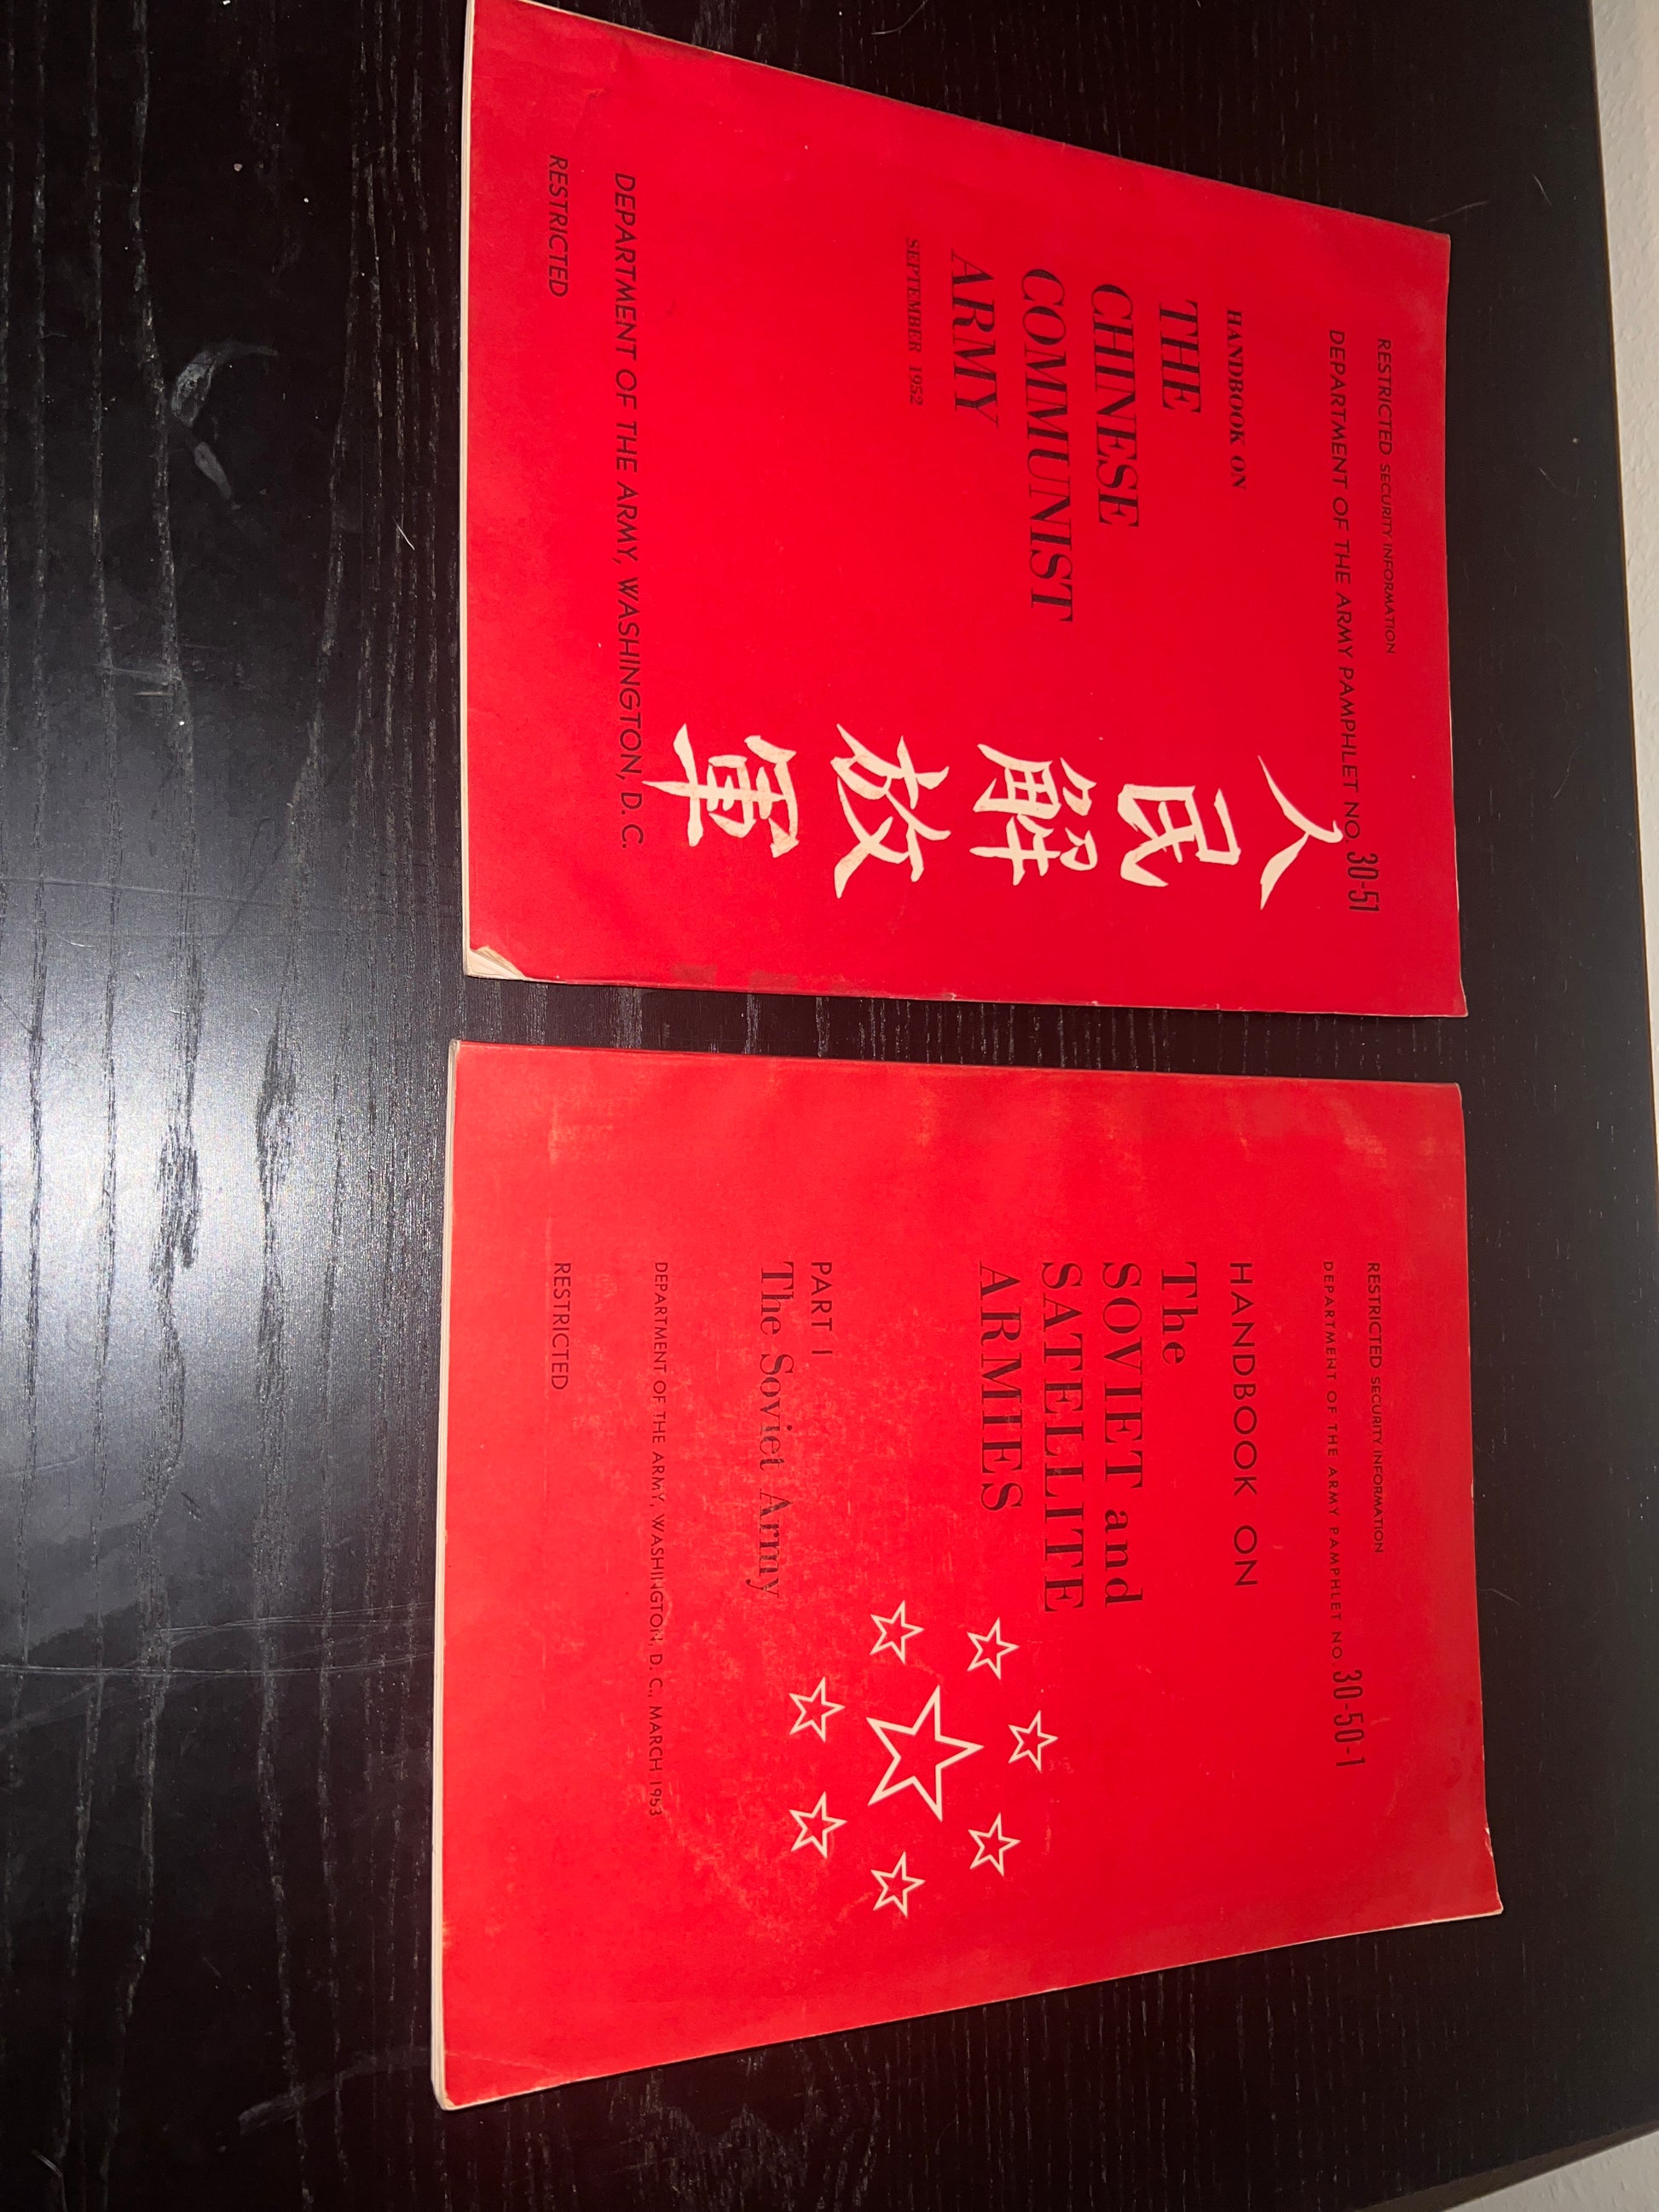 RESTRICTED SECURITY INFORMATION
DEPARTMENT OF THE ARMY PAMPHLET NO. 30-51
HANDBOOK ON
THE
CHINESE
COMMUNIST
ARMY
SEPTEMBER 1952
人民解放軍
DEPARTMENT OF THE ARMY, WASHINGTON, D. C.
RESTRICTED
RESTRICTED SECURITY INFORMATION
DEPARTMENT OF THE ARMY PAMPHLET NO. 30-50-1
HANDBOOK ON
The
SOVIET and
SATELLITE
ARMIES
PART I
The Soviet Army
DEPARTMENT OF THE ARMY, WASHINGTON, D. C., MARCH 1953
RESTRICTED